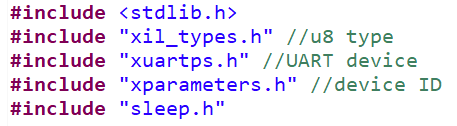 #include <stdlib.h>
#include "xil_types.h" //u8 type
#include "xuartps.h" //UART device
#include "xparameters.h" //device ID
#include "sleep.h"